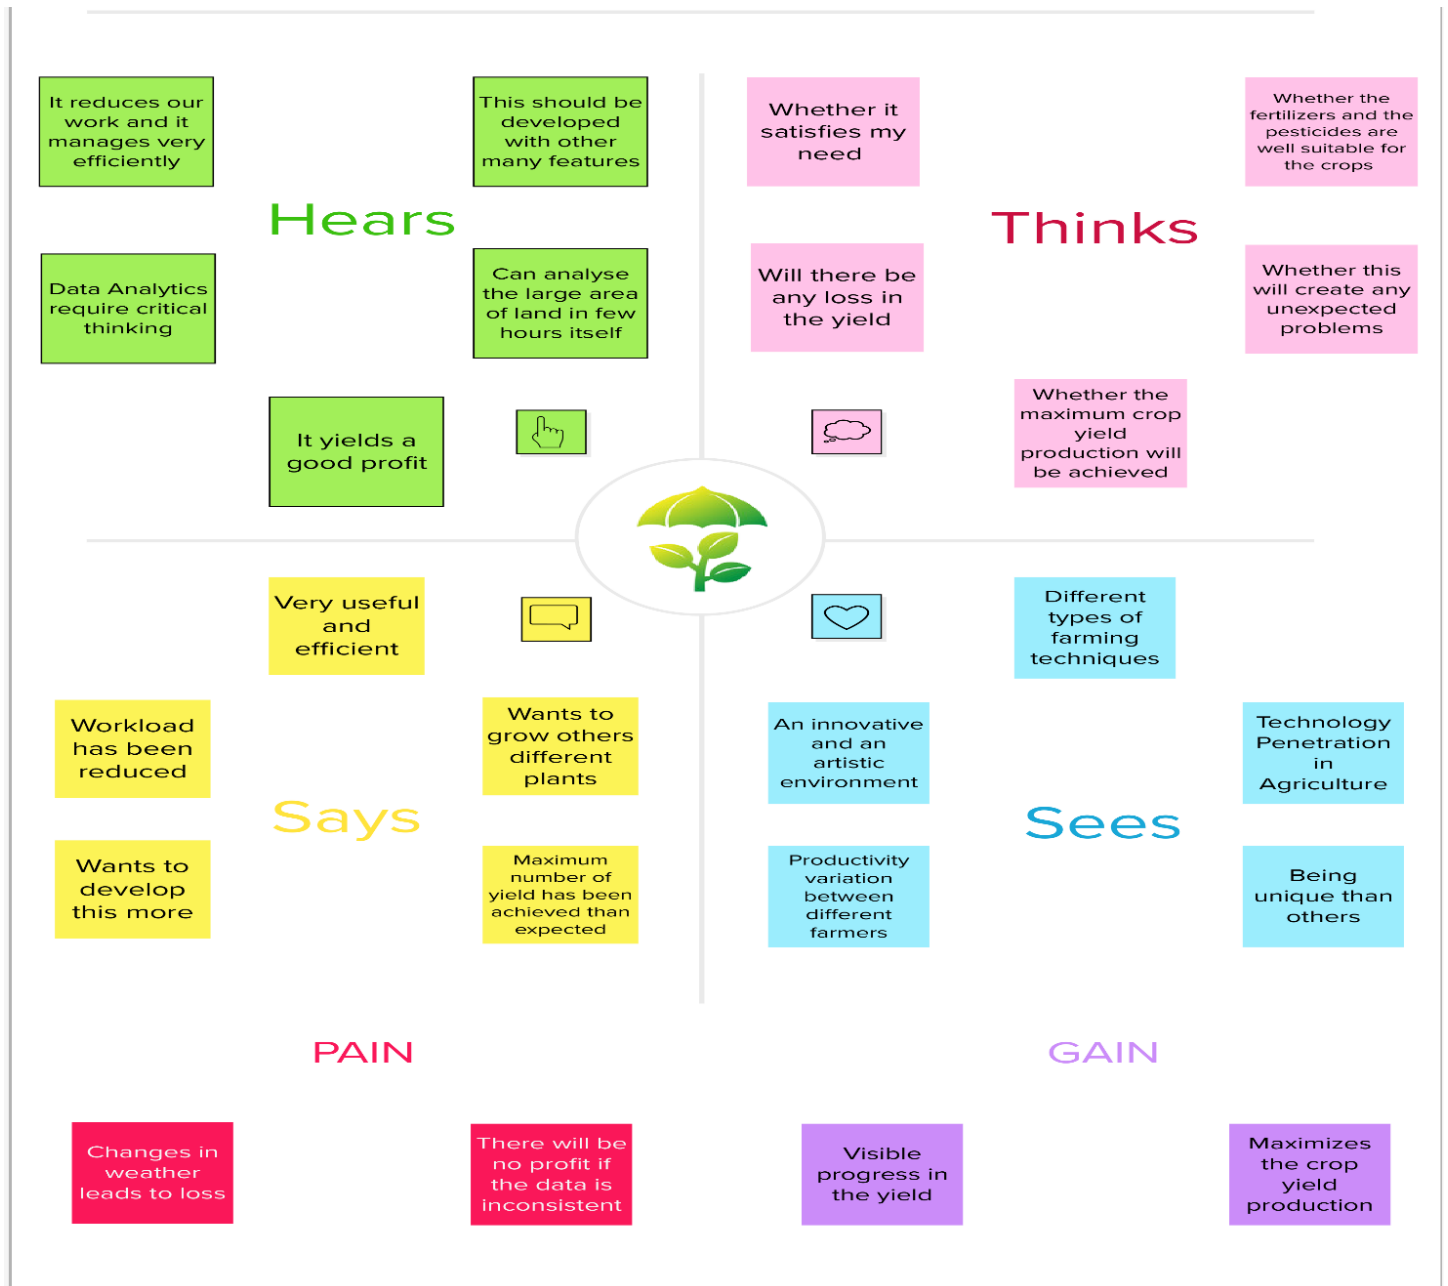 It reduces our
work and it
manages very
efficiently
This should be
developed
with other
many features
Hears
Data Analytics
require critical
thinking
Can analyse
the large area
of land in few
hours itself
It yields a
good profit
Whether it
satisfies my
need
Whether the
fertilizers and the
pesticides are
well suitable for
the crops
Thinks
Will there be
any loss in
the yield
Whether this
will create any
unexpected
problems
Whether the
maximum crop
yield
production will
be achieved
Very useful
and
efficient
Workload
has been
reduced
Wants to
grow others
different
plants
Says
Wants to
develop
this more
Maximum
number of
yield has been
achieved than
expected
Different
types of
farming
techniques
An innovative
and an
artistic
environment
Technology
Penetration
in
Agriculture
Sees
Productivity
variation
between
different
farmers
Being
unique than
others
PAIN
Changes in
weather
leads to loss
There will be
no profit if
the data is
inconsistent
GAIN
Visible
progress in
the yield
Maximizes
the crop
yield
production